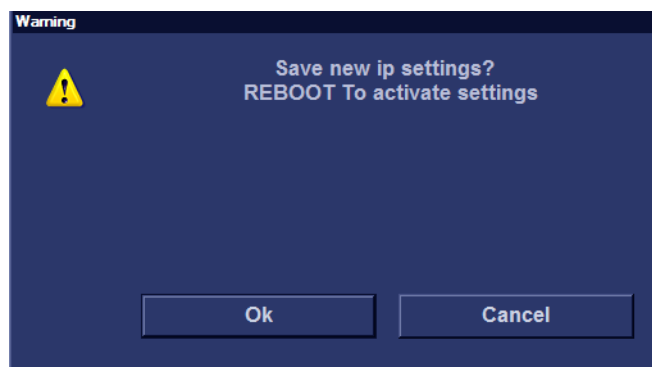 Warning
Save new ip settings?
REBOOT To activate settings
Ok
Cancel